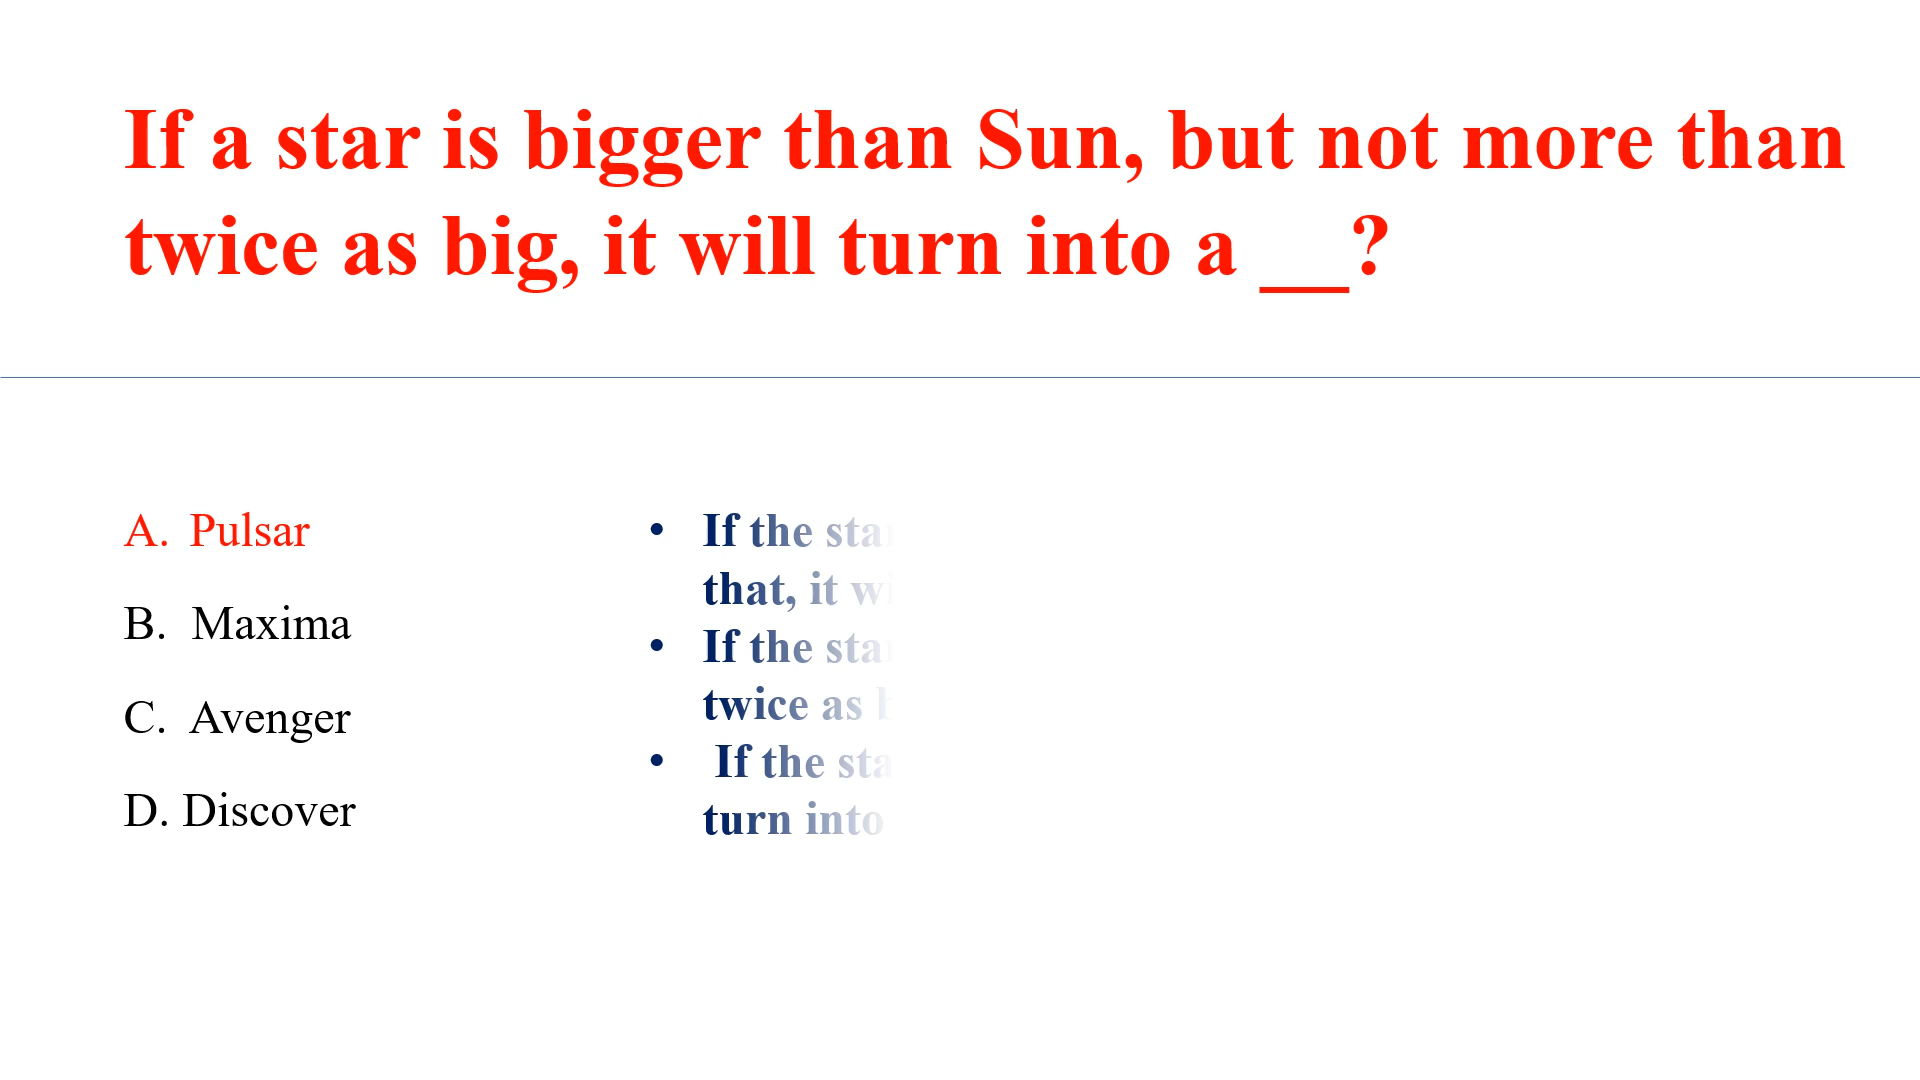 If a star is bigger than Sun, but not more than
twice as big, it will turn into a __?
A. Pulsar
B. Maxima
C. Avenger
D. Discover
• If the
that, it
• If the
twice as
• If the
turn into